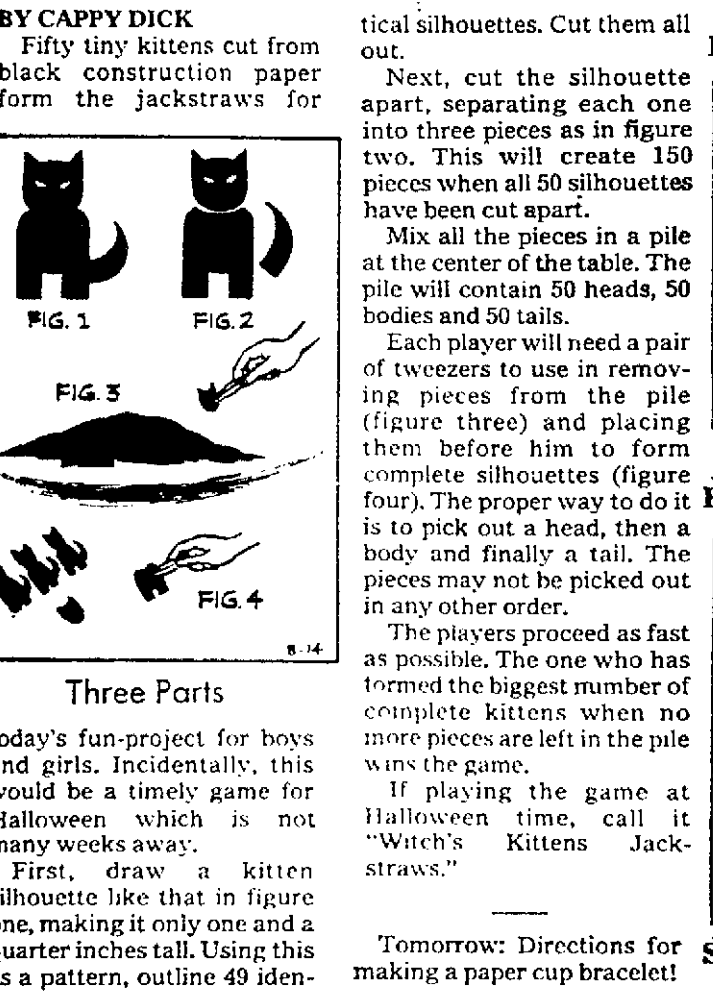 BY CAPPY DICK
Fifty tiny kittens cut from
black construction paper
form the jackstraws for
FIG. 1
FIG. 2
FIG. 3
FIG. 4
8-14
Three Parts
oday's fun-project for boys
nd girls. Incidentally, this
would be a timely game for
Halloween which is not
many weeks away.
First, draw a kitten
silhouette like that in figure
one, making it only one and a
quarter inches tall. Using this
as a pattern, outline 49 iden-
tical silhouettes. Cut them all
out.
Next, cut the silhouette
apart, separating each one
into three pieces as in figure
two. This will create 150
pieces when all 50 silhouettes
have been cut apart.
Mix all the pieces in a pile
at the center of the table. The
pile will contain 50 heads, 50
bodies and 50 tails.
Each player will need a pair
of tweezers to use in remov-
ing pieces from the pile
(figure three) and placing
them before him to form
complete silhouettes (figure
four). The proper way to do it
is to pick out a head, then a
body and finally a tail. The
pieces may not be picked out
in any other order.
The players proceed as fast
as possible. The one who has
formed the biggest number of
complete kittens when no
more pieces are left in the pile
wins the game.
If playing the game at
Halloween time, call it
"Witch's Kittens Jack-
straws."
Tomorrow: Directions for
making a paper cup bracelet!